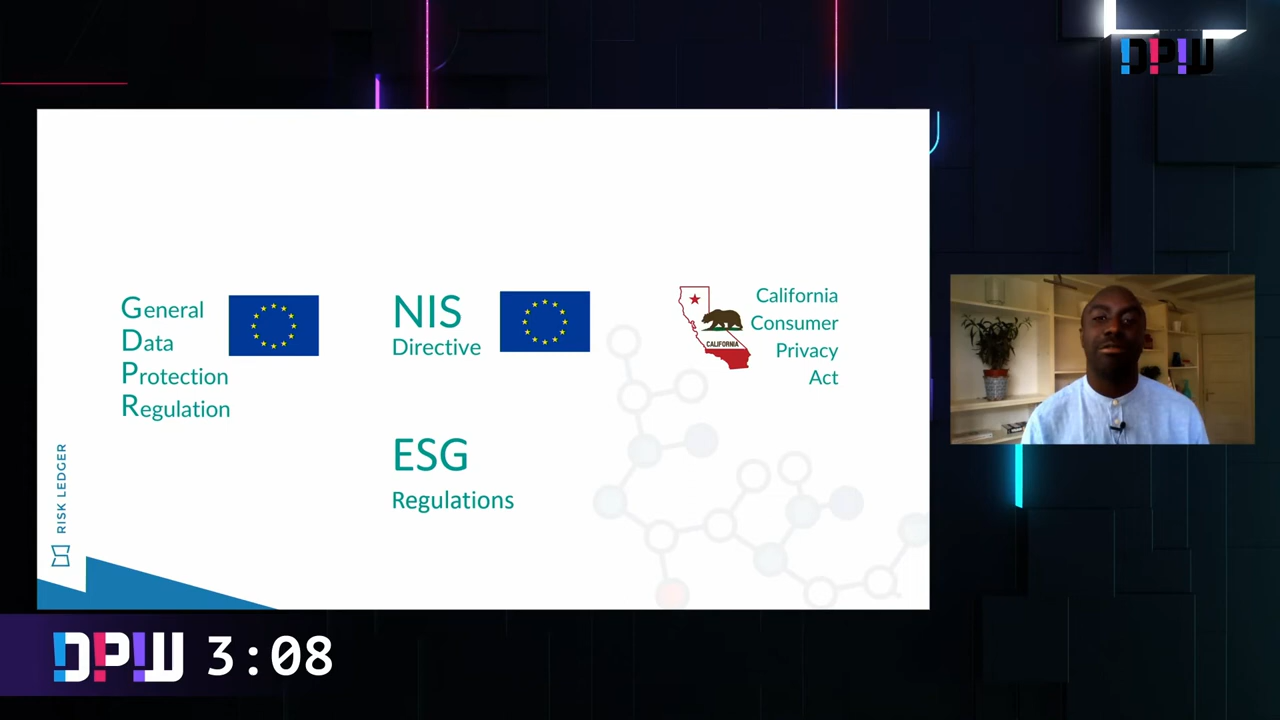 DPW
General
Data
Protection
Regulation
NIS
Directive
CALIFORNIA
California
Consumer
Privacy
Act
ESG
Regulations
RISK LEDGER
DPW 3:08